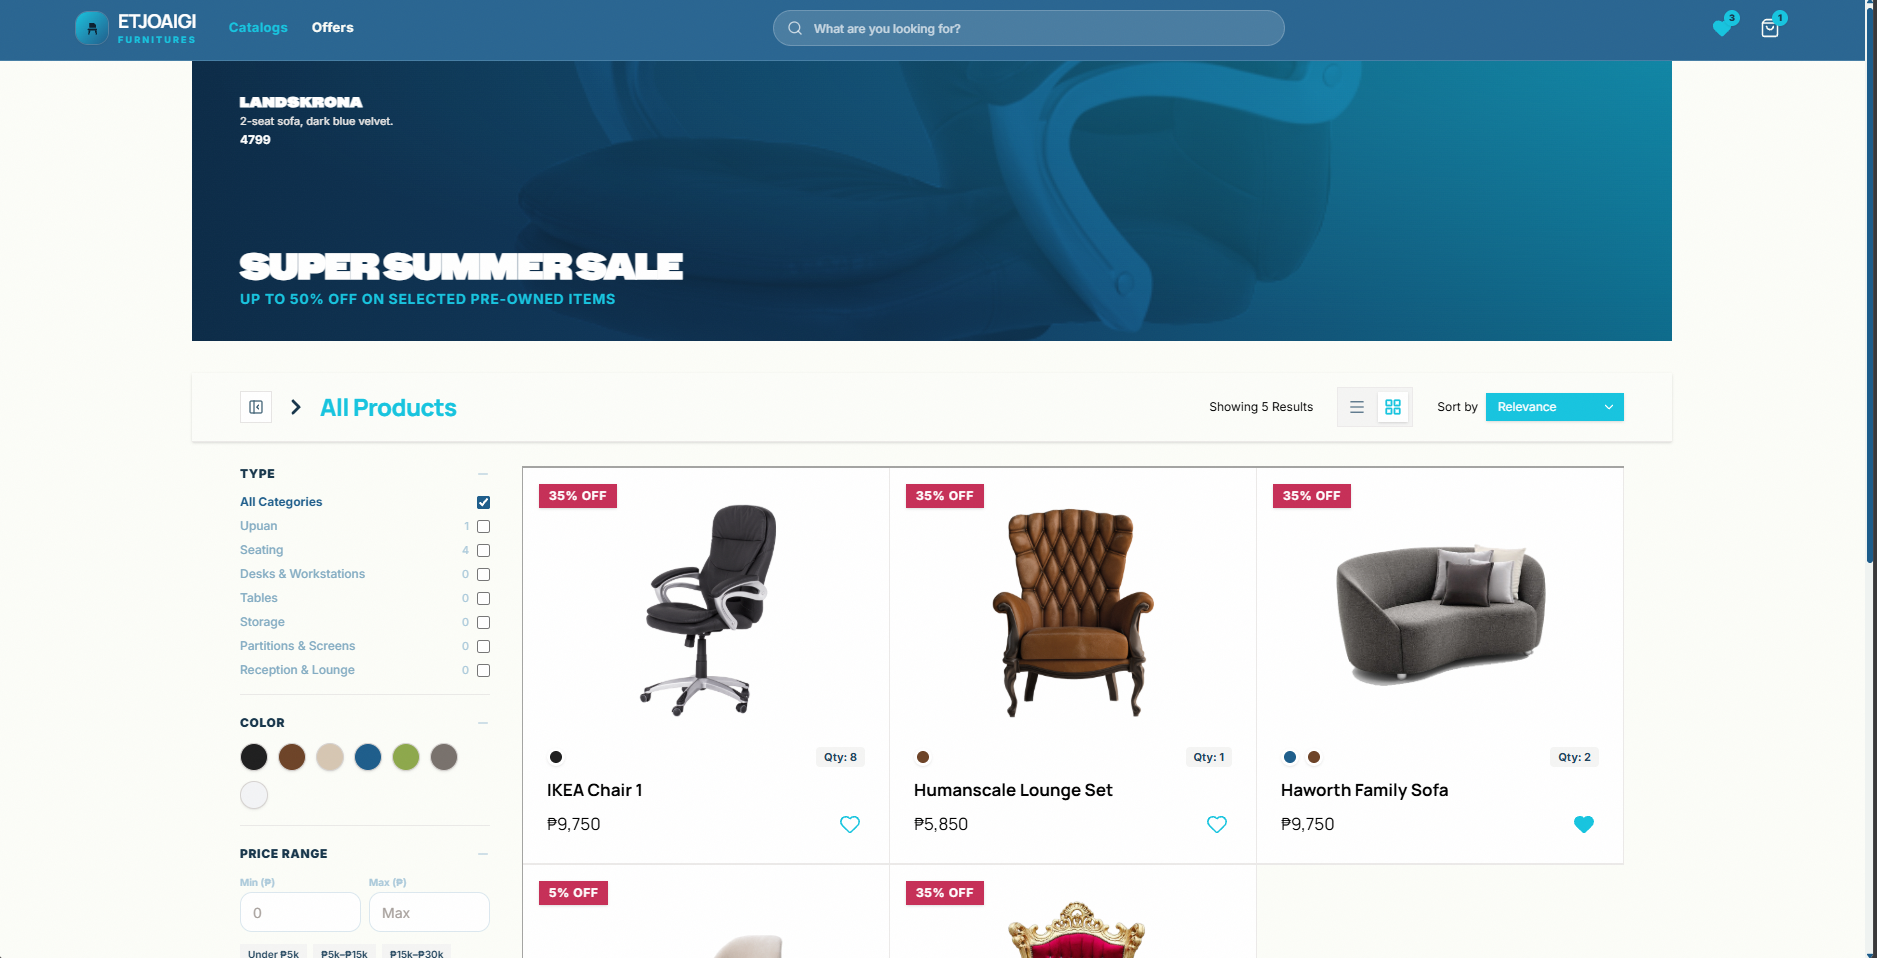 ETJOAIGI
FURNITURES
Catalogs
Offers
What are you looking for?
3
1
LANDSKRONA
2-seat sofa, dark blue velvet.
4799
SUPER SUMMER SALE
UP TO 50% OFF ON SELECTED PRE-OWNED ITEMS
All Products
Showing 5 Results
Sort by
Relevance
TYPE
All Categories
Upuan 1
Seating 4
Desks & Workstations 0
Tables 0
Storage 0
Partitions & Screens 0
Reception & Lounge 0
COLOR
PRICE RANGE
Min (₱)
Max (₱)
0
Max
Under ₱5k
₱5k–₱15k
₱15k–₱30k
35% OFF
Qty: 8
IKEA Chair 1
₱9,750
35% OFF
Qty: 1
Humanscale Lounge Set
₱5,850
35% OFF
Qty: 2
Haworth Family Sofa
₱9,750
5% OFF
35% OFF